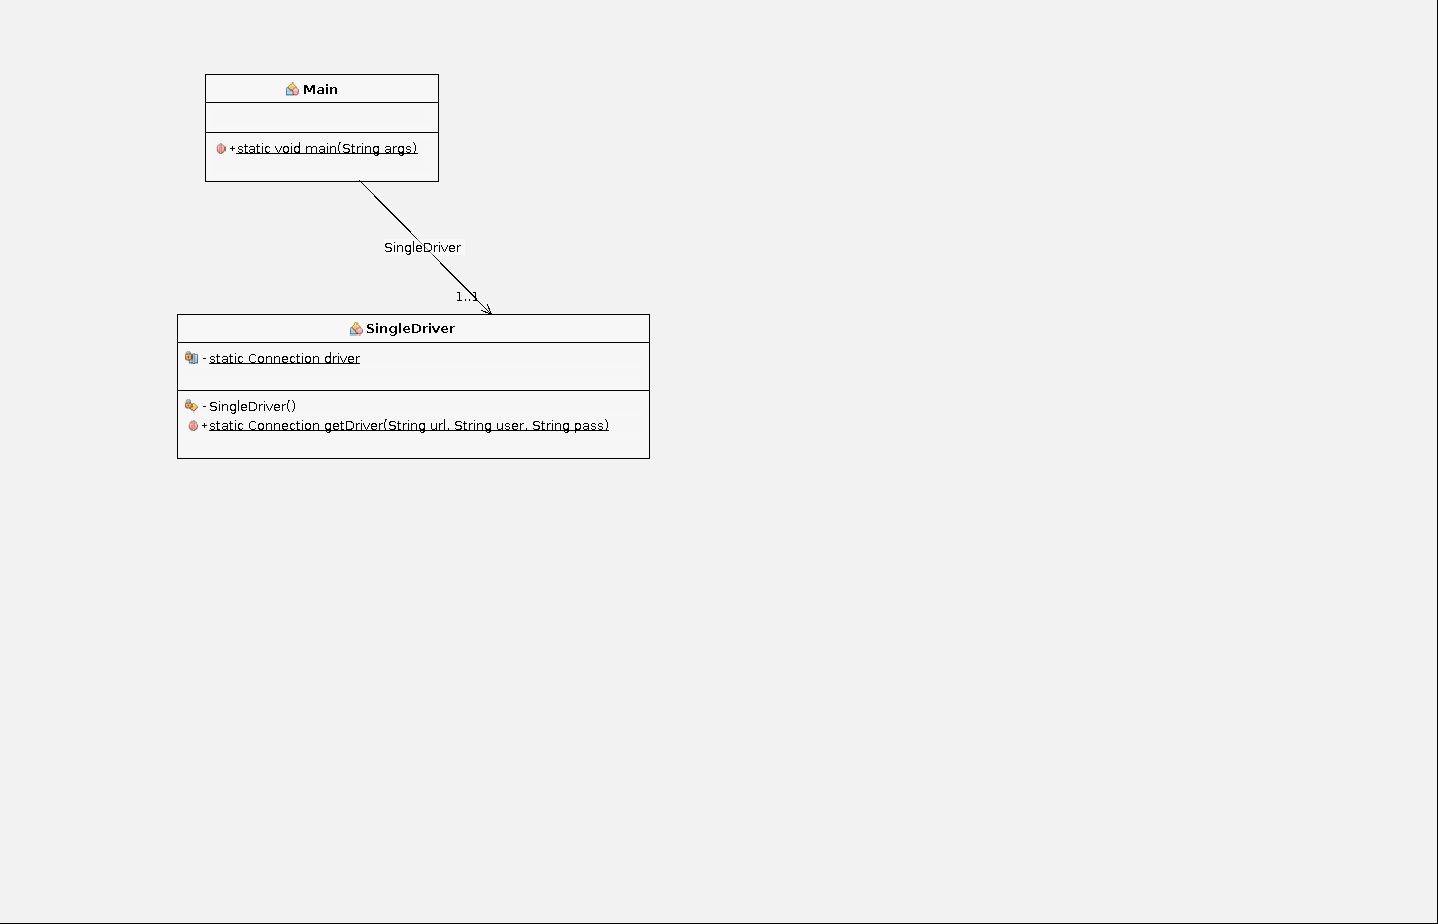 Main
+static void main(String args)
SingleDriver
1..1
SingleDriver
- static Connection driver
- SingleDriver()
+static Connection getDriver(String url, String user, String pass)